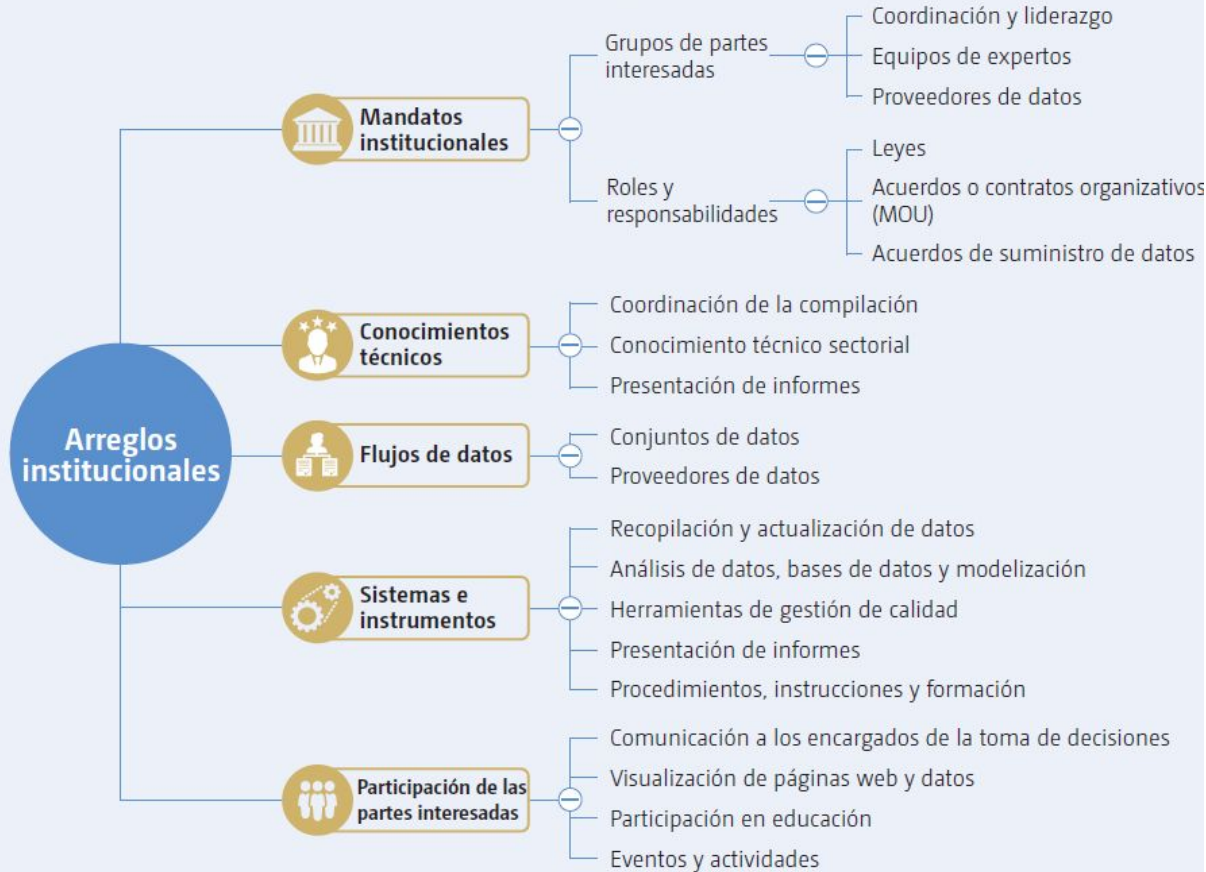 Arreglos
institucionales
Mandatos
institucionales
Grupos de partes
interesadas
Coordinación y liderazgo
Equipos de expertos
Proveedores de datos
Roles y
responsabilidades
Leyes
Acuerdos o contratos organizativos
(MOU)
Acuerdos de suministro de datos
Conocimientos
técnicos
Coordinación de la compilación
Conocimiento técnico sectorial
Presentación de informes
Flujos de datos
Conjuntos de datos
Proveedores de datos
Sistemas e
instrumentos
Recopilación y actualización de datos
Análisis de datos, bases de datos y modelización
Herramientas de gestión de calidad
Presentación de informes
Procedimientos, instrucciones y formación
Participación de las
partes interesadas
Comunicación a los encargados de la toma de decisiones
Visualización de páginas web y datos
Participación en educación
Eventos y actividades